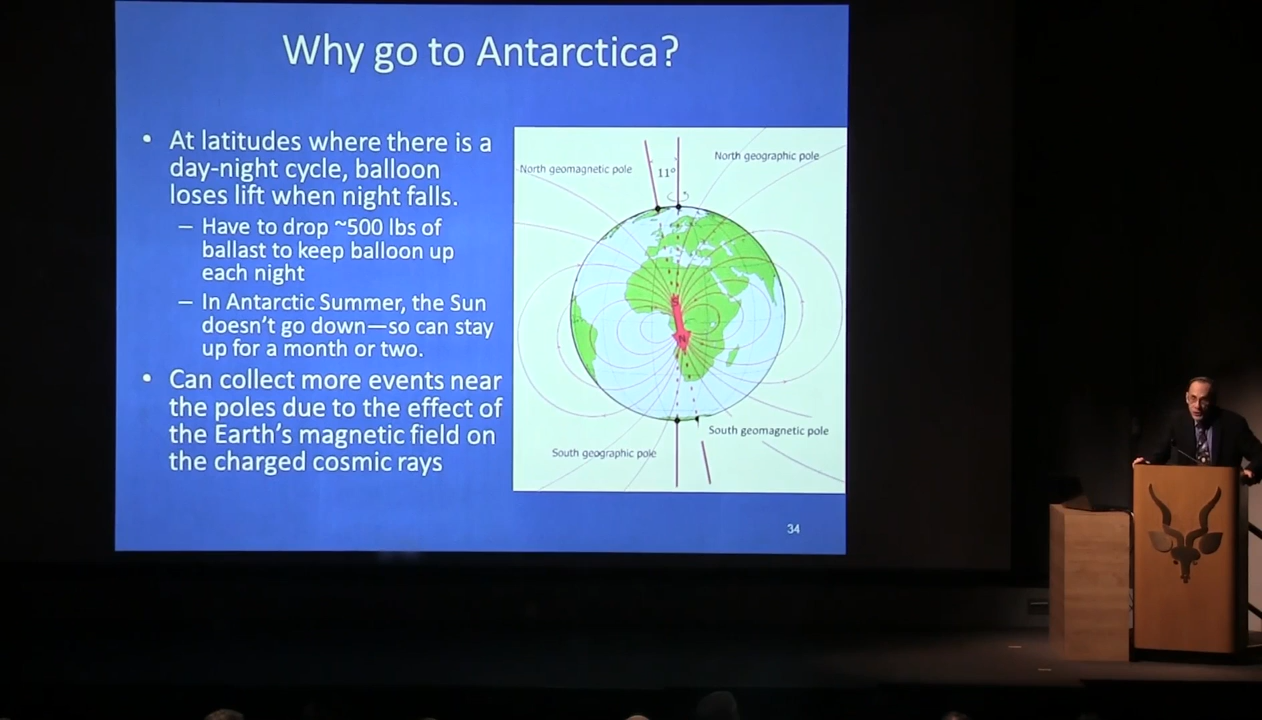 Why go to Antarctica?
• At latitudes where there is a
day-night cycle, balloon
loses lift when night falls.
– Have to drop ~500 lbs of
ballast to keep balloon up
each night
– In Antarctic Summer, the Sun
doesn't go down—so can stay
up for a month or two.
• Can collect more events near
the poles due to the effect of
the Earth's magnetic field on
the charged cosmic rays
North geomagnetic pole
11°
North geographic pole
S
N
South geomagnetic pole
South geographic pole
34